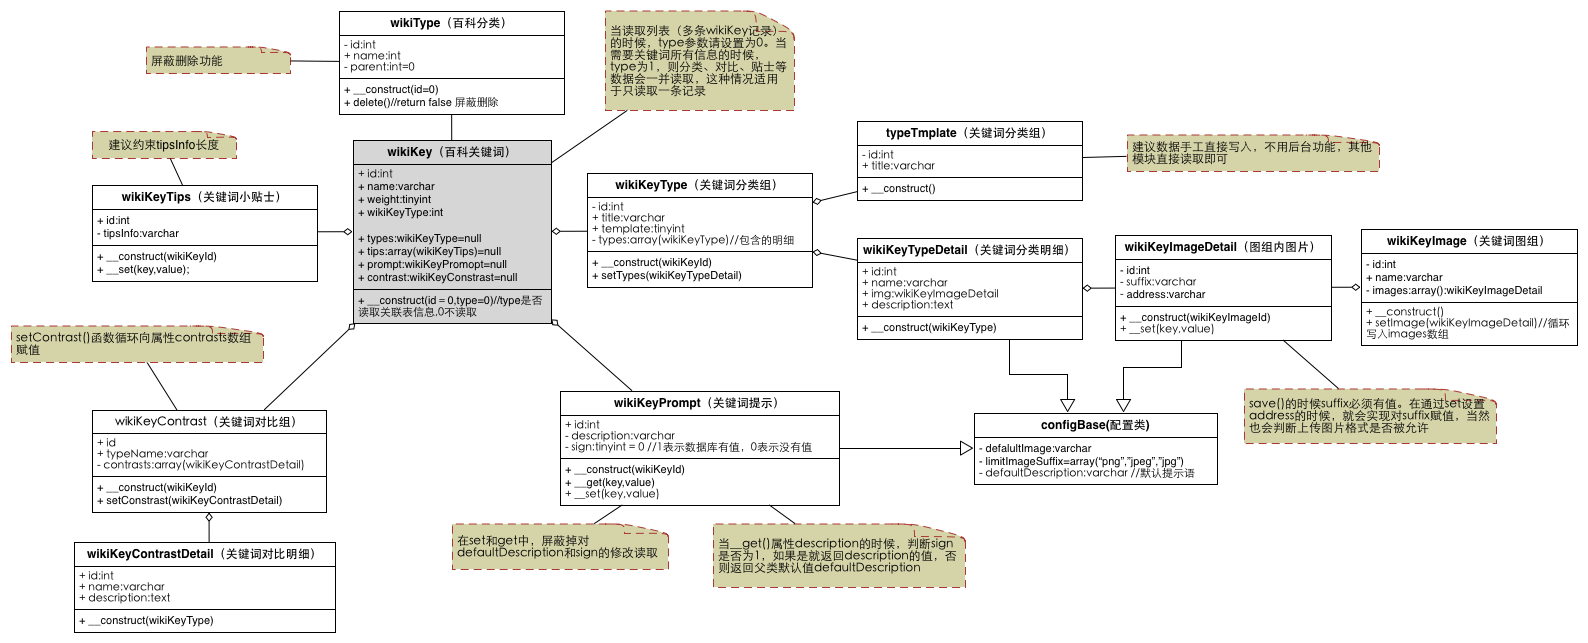 wikiType（百科分类）
- id:int
+ name:int
- parent:int=0
+ __construct(id=0)
+ delete()//return false 屏蔽删除
屏蔽删除功能
当读取列表（多条wikiKey记录）
的时候，type参数请设置为0。当
需要关键词所有信息的时候，
type为1，则分类、对比、贴士等
数据会一并读取，这种情况适用
于只读取一条记录
建议约束tipsInfo长度
wikiKeyTips（关键词小贴士）
+ id:int
- tipsInfo:varchar
+ __construct(wikiKeyId)
+ __set(key,value);
wikiKey（百科关键词）
+ id:int
+ name:varchar
+ weight:tinyint
+ wikiKeyType:int
+ types:wikiKeyType=null
+ tips:array(wikiKeyTips)=null
+ prompt:wikiKeyPromopt=null
+ contrast:wikiKeyConstrast=null
+ __construct(id＝0,type=0)//type是否
读取关联表信息,0不读取
wikiKeyType（关键词分类组）
- id:int
+ title:varchar
+ template:tinyint
- types:array(wikiKeyType)//包含的明细
+ __construct(wikiKeyId)
+ setTypes(wikiKeyTypeDetail)
typeTmplate（关键词分类组）
- id:int
+ title:varchar
+ __construct()
建议数据手工直接写入，不用后台功能，其他
模块直接读取即可
wikiKeyTypeDetail（关键词分类明细）
+ id:int
+ name:varchar
+ img:wikiKeyImageDetail
+ description:text
+ __construct(wikiKeyType)
wikiKeyImageDetail（图组内图片）
- id:int
- suffix:varchar
- address:varchar
+ __construct(wikiKeyImageId)
+ __set(key,value)
wikiKeyImage（关键词图组）
- id:int
+ name:varchar
- images:array():wikiKeyImageDetail
+ __construct()
+ setImage(wikiKeyImageDetail)//循环
写入images数组
setContrast()函数循环向属性contrasts数组
赋值
wikiKeyContrast（关键词对比组）
+ id
+ typeName:varchar
- contrasts:array(wikiKeyContrastDetail)
+ __construct(wikiKeyId)
+ setConstrast(wikiKeyContrastDetail)
wikiKeyPrompt（关键词提示）
+ id:int
- description:varchar
- sign:tinyint = 0 //1表示数据库有值，0表示没有值
+ __construct(wikiKeyId)
+ __get(key,value)
+ __set(key,value)
configBase(配置类)
- defalultImage:varchar
- limitImageSuffix=array(“png”,”jpeg”,”jpg”)
- defaultDescription:varchar //默认提示语
save()的时候suffix必须有值。在通过set设置
address的时候，就会实现对suffix赋值，当然
也会判断上传图片格式是否被允许
在set和get中，屏蔽掉对
defaultDescription和sign的修改读取
当__get()属性description的时候，判断sign
是否为1，如果是就返回description的值，否
则返回父类默认值defaultDescription
wikiKeyContrastDetail（关键词对比明细）
+ id:int
+ name:varchar
+ description:text
+ __construct(wikiKeyType)